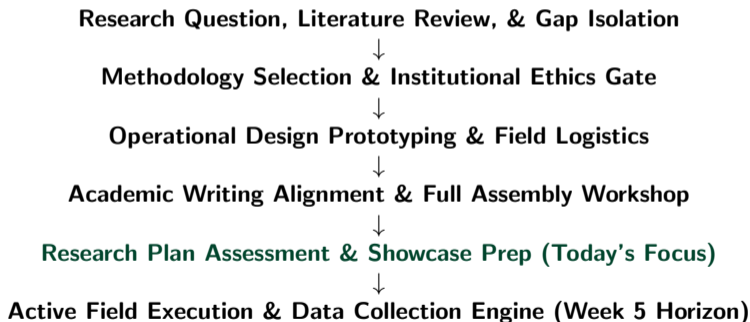 Research Question, Literature Review, & Gap Isolation
↓
Methodology Selection & Institutional Ethics Gate
↓
Operational Design Prototyping & Field Logistics
↓
Academic Writing Alignment & Full Assembly Workshop
↓
Research Plan Assessment & Showcase Prep (Today's Focus)
↓
Active Field Execution & Data Collection Engine (Week 5 Horizon)